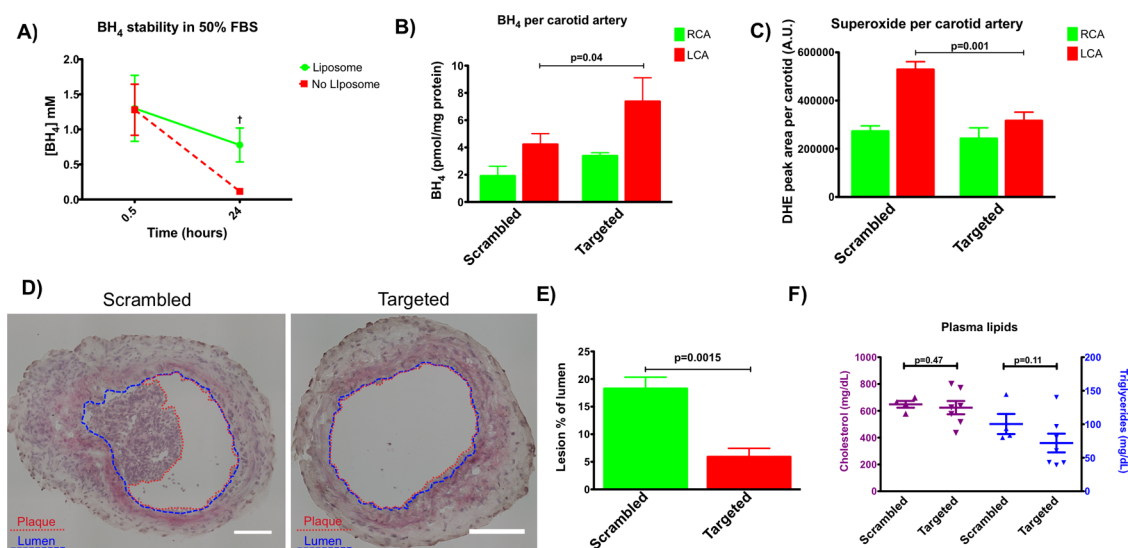 A)
BH4 stability in 50% FBS
[BH4] mM
2.0
1.5
1.0
0.5
0.0
†
0.5
24
Time (hours)
Liposome
No LIposome
B)
BH4 per carotid artery
BH4 (pmol/mg protein)
10
8
6
4
2
0
p=0.04
Scrambled
Targeted
RCA
LCA
C)
Superoxide per carotid artery
DHE peak area per carotid (A.U.)
600000
400000
200000
0
p=0.001
Scrambled
Targeted
RCA
LCA
D)
Scrambled
Targeted
Plaque
Lumen
Plaque
Lumen
E)
Lesion % of lumen
25
20
15
10
5
0
p=0.0015
Scrambled
Targeted
F)
Plasma lipids
Cholesterol (mg/dL)
1000
800
600
400
200
0
p=0.47
p=0.11
200
150
100
50
0
Triglycerides
(mg/dL)
Scrambled
Targeted
Scrambled
Targeted